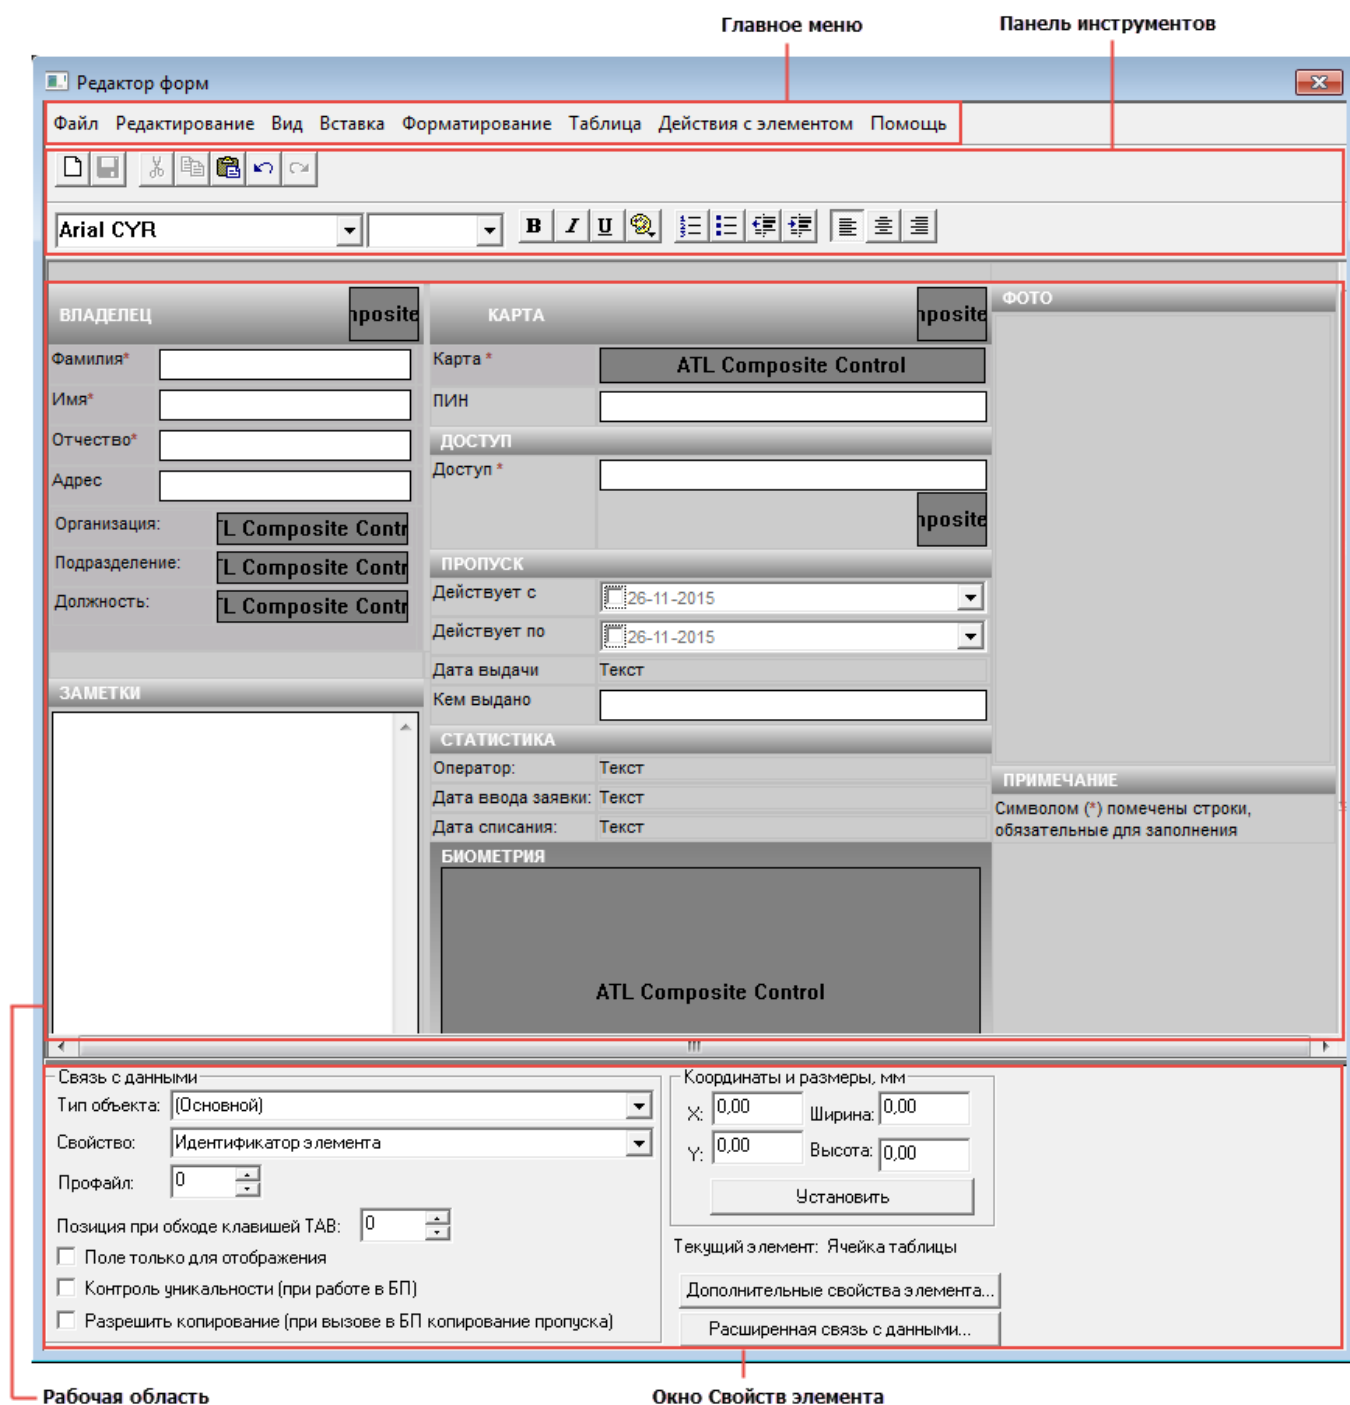 Главное меню
Панель инструментов
Редактор форм
Файл Редактирование Вид Вставка Форматирование Таблица Действия с элементом Помощь
Arial CYR
B I U
ВЛАДЕЛЕЦ
nposite
КАРТА
nposite
ФОТО
Фамилия*
Карта *
ATL Composite Control
Имя*
ПИН
Отчество*
ДОСТУП
Адрес
Доступ *
nposite
Организация:
TL Composite Contr
Подразделение:
TL Composite Contr
ПРОПУСК
Должность:
TL Composite Contr
Действует с
26-11-2015
Действует по
26-11-2015
Дата выдачи
Текст
ЗАМЕТКИ
Кем выдано
СТАТИСТИКА
Оператор:
Текст
ПРИМЕЧАНИЕ
Дата ввода заявки:
Текст
Символом (*) помечены строки,
обязательные для заполнения
Дата списания:
Текст
БИОМЕТРИЯ
ATL Composite Control
Связь с данными
Тип объекта: (Основной)
Свойство: Идентификатор элемента
Профайл: 0
Позиция при обходе клавишей TAB: 0
Поле только для отображения
Контроль уникальности (при работе в БП)
Разрешить копирование (при вызове в БП копирование пропуска)
Координаты и размеры, мм
X: 0,00 Ширина: 0,00
Y: 0,00 Высота: 0,00
Установить
Текущий элемент: Ячейка таблицы
Дополнительные свойства элемента...
Расширенная связь с данными...
Рабочая область
Окно Свойств элемента